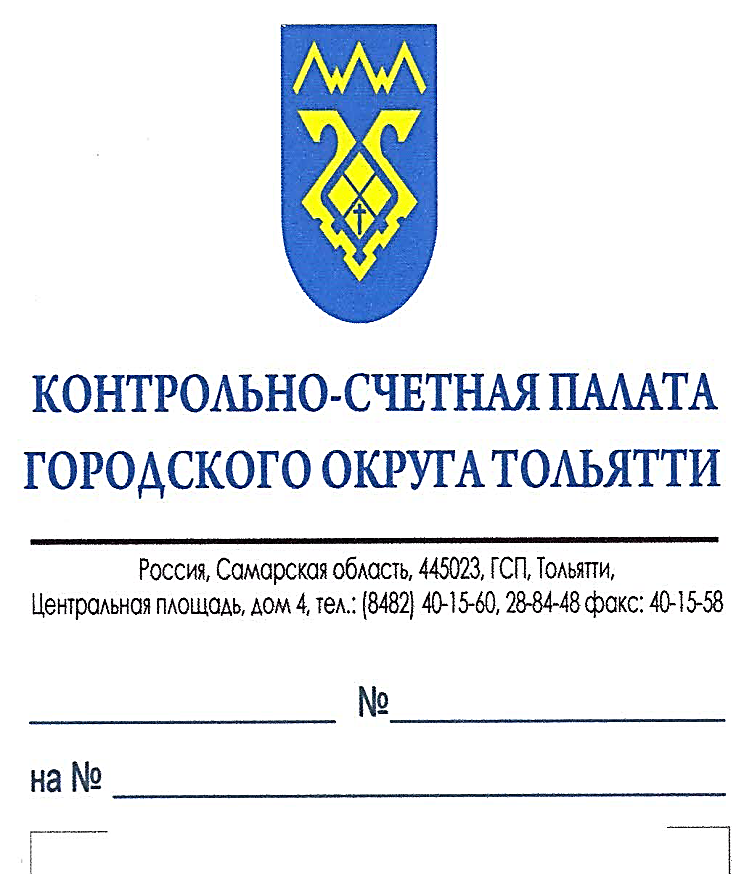 КОНТРОЛЬНО-СЧЕТНАЯ ПАЛАТА
ГОРОДСКОГО ОКРУГА ТОЛЬЯТТИ
Россия, Самарская область, 445023, ГСП, Тольятти,
Центральная площадь, дом 4, тел.: (8482) 40-15-60, 28-84-48 факс: 40-15-58
№
на №